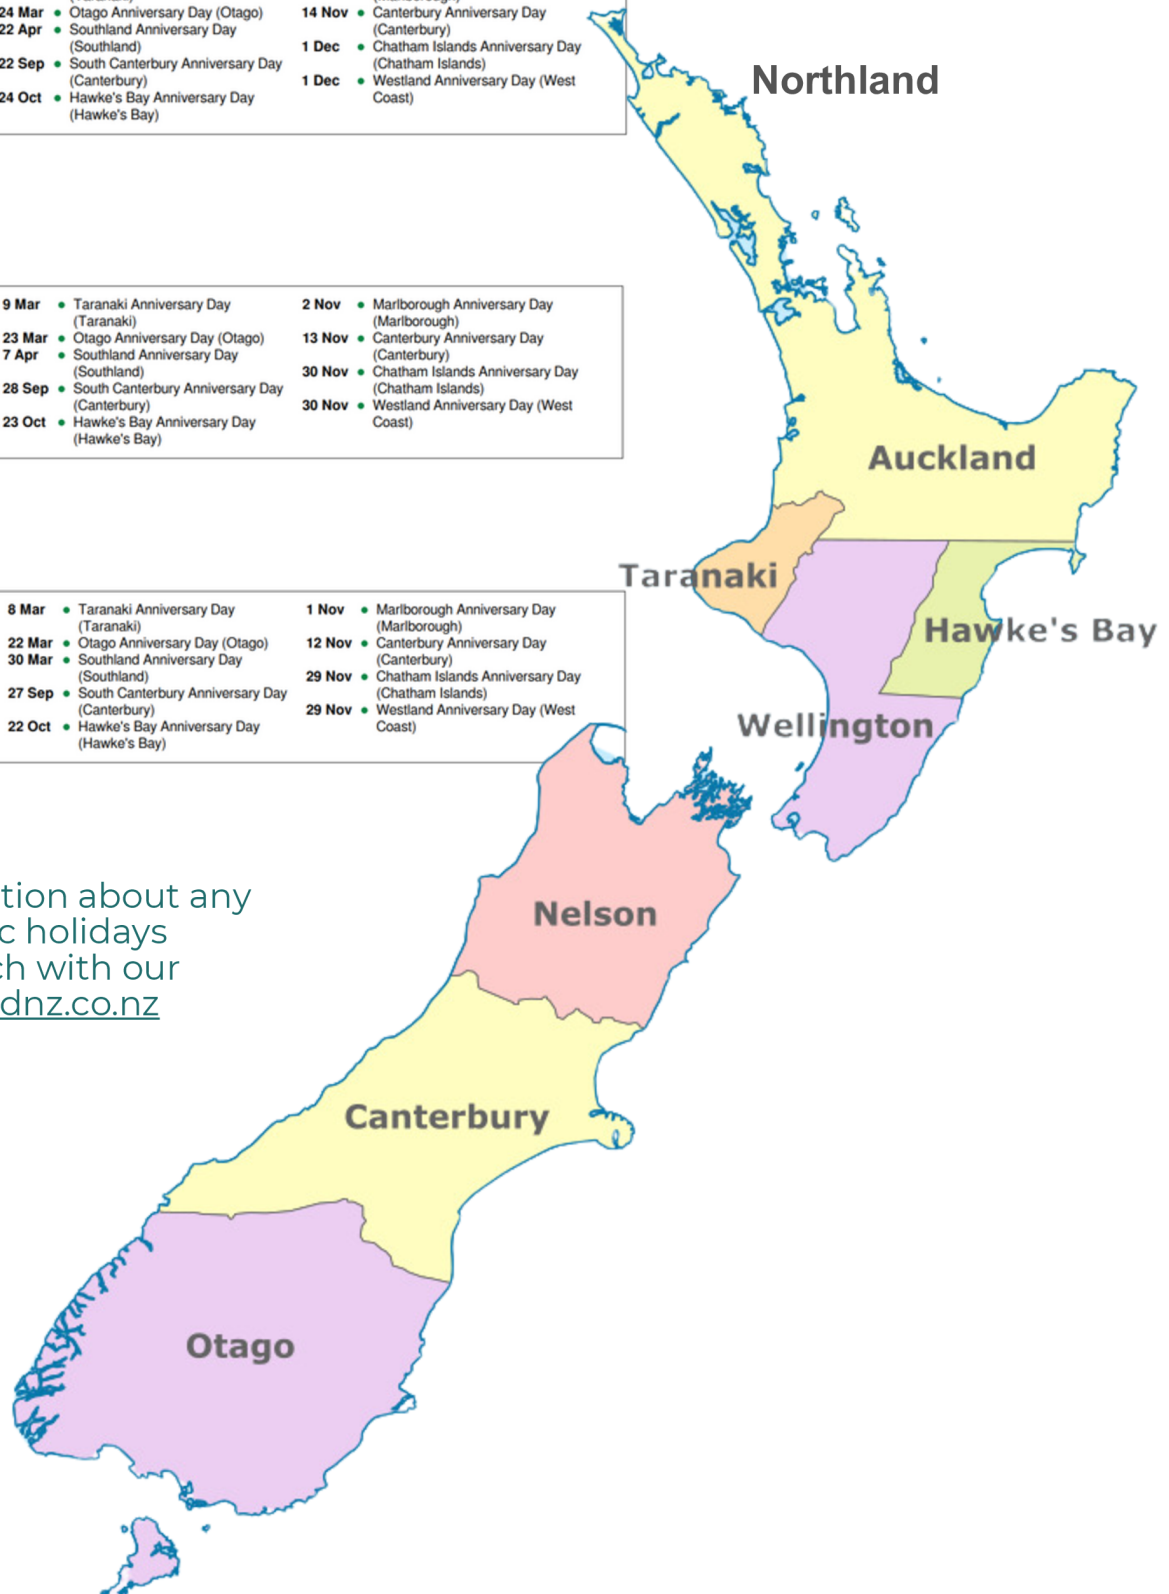 (Taranaki)
24 Mar • Otago Anniversary Day (Otago)
22 Apr • Southland Anniversary Day
(Southland)
22 Sep • South Canterbury Anniversary Day
(Canterbury)
24 Oct • Hawke's Bay Anniversary Day
(Hawke's Bay)
(Marlborough)
14 Nov • Canterbury Anniversary Day
(Canterbury)
1 Dec • Chatham Islands Anniversary Day
(Chatham Islands)
1 Dec • Westland Anniversary Day (West
Coast)
Northland
9 Mar • Taranaki Anniversary Day
(Taranaki)
23 Mar • Otago Anniversary Day (Otago)
7 Apr • Southland Anniversary Day
(Southland)
28 Sep • South Canterbury Anniversary Day
(Canterbury)
23 Oct • Hawke's Bay Anniversary Day
(Hawke's Bay)
2 Nov • Marlborough Anniversary Day
(Marlborough)
13 Nov • Canterbury Anniversary Day
(Canterbury)
30 Nov • Chatham Islands Anniversary Day
(Chatham Islands)
30 Nov • Westland Anniversary Day (West
Coast)
Auckland
Taranaki
Hawke's Bay
8 Mar • Taranaki Anniversary Day
(Taranaki)
22 Mar • Otago Anniversary Day (Otago)
30 Mar • Southland Anniversary Day
(Southland)
27 Sep • South Canterbury Anniversary Day
(Canterbury)
22 Oct • Hawke's Bay Anniversary Day
(Hawke's Bay)
1 Nov • Marlborough Anniversary Day
(Marlborough)
12 Nov • Canterbury Anniversary Day
(Canterbury)
29 Nov • Chatham Islands Anniversary Day
(Chatham Islands)
29 Nov • Westland Anniversary Day (West
Coast)
Wellington
tion about any
c holidays
ch with our
dnz.co.nz
Nelson
Canterbury
Otago